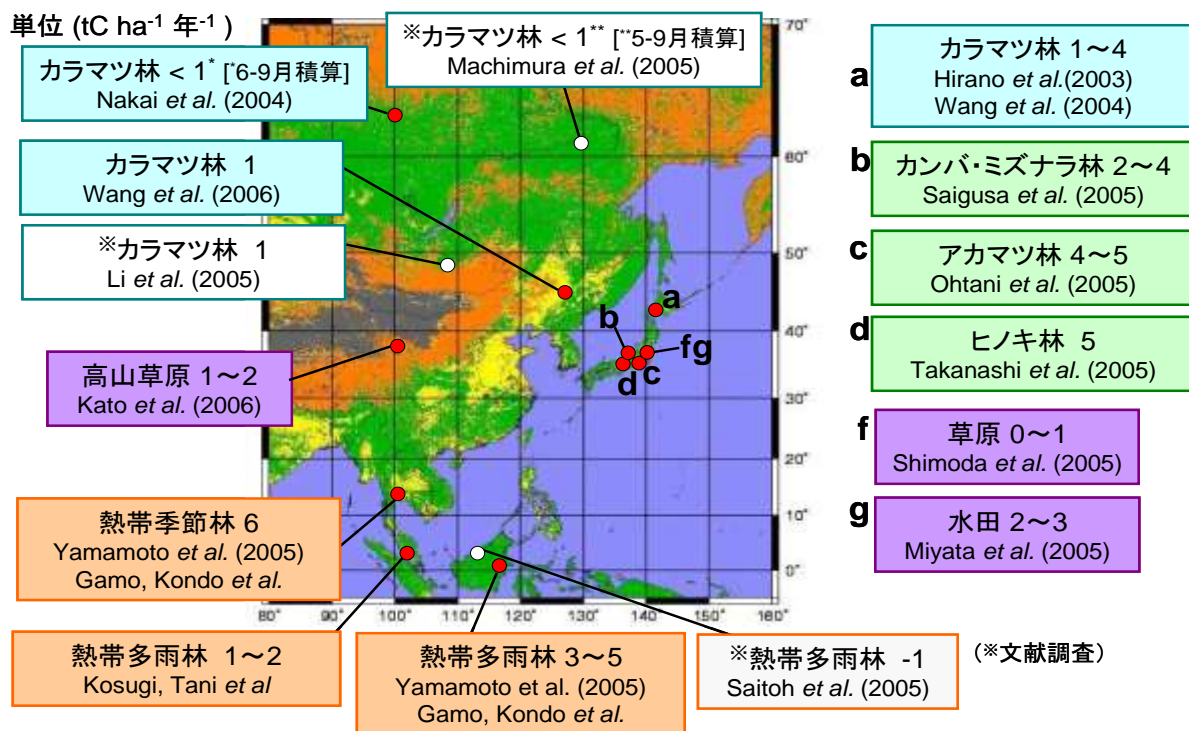 単位 (tC ha-1 年-1 )
カラマツ林 < 1* [*6-9月積算]
Nakai et al. (2004)
※カラマツ林 < 1** [**5-9月積算]
Machimura et al. (2005)
カラマツ林 1
Wang et al. (2006)
※カラマツ林 1
Li et al. (2005)
高山草原 1～2
Kato et al. (2006)
熱帯季節林 6
Yamamoto et al. (2005)
Gamo, Kondo et al.
熱帯多雨林 1～2
Kosugi, Tani et al
熱帯多雨林 3～5
Yamamoto et al. (2005)
Gamo, Kondo et al.
※熱帯多雨林 -1
Saitoh et al. (2005)
(※文献調査)
a
カラマツ林 1～4
Hirano et al.(2003)
Wang et al. (2004)
b
カンバ・ミズナラ林 2～4
Saigusa et al. (2005)
c
アカマツ林 4～5
Ohtani et al. (2005)
d
ヒノキ林 5
Takanashi et al. (2005)
f
草原 0～1
Shimoda et al. (2005)
g
水田 2～3
Miyata et al. (2005)
a
b
fg
d
c
70°
60°
50°
40°
30°
20°
10°
0°
80° 90° 100° 110° 120° 130° 140° 150° 160°